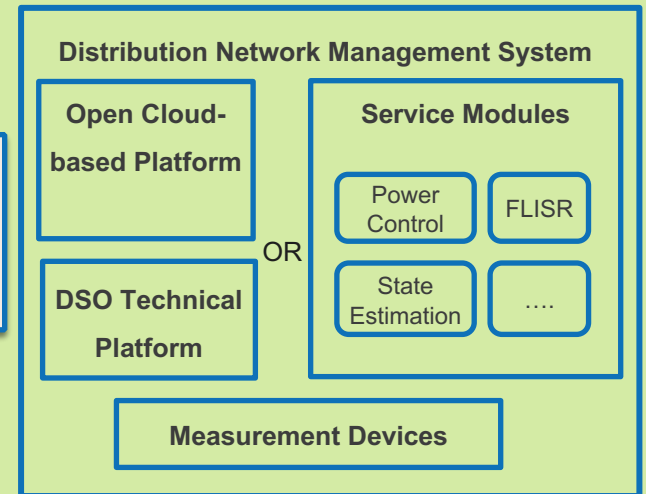 Distribution Network Management System
Open Cloud-
based Platform
OR
DSO Technical
Platform
Service Modules
Power
Control
FLISR
State
Estimation
....
Measurement Devices